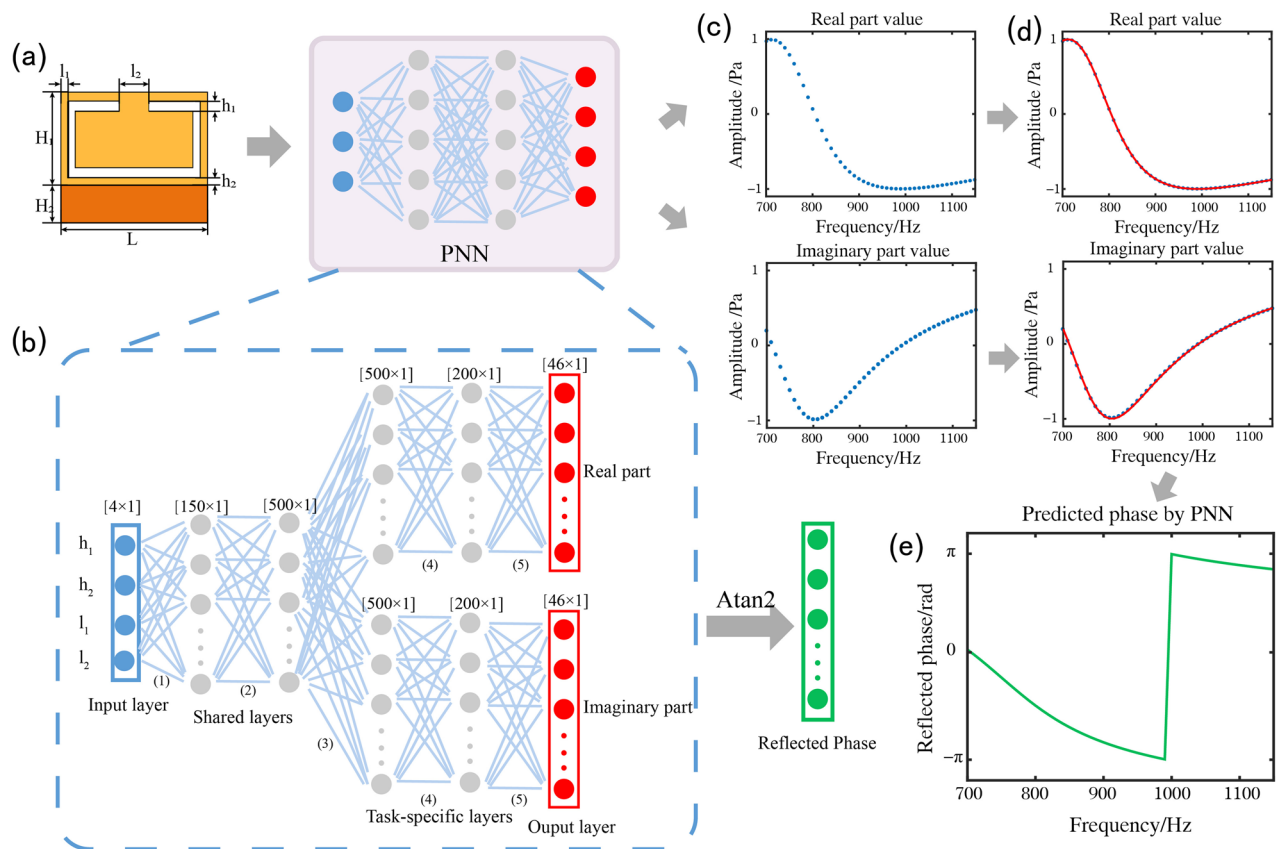 (a)
l₁
l₂
h₁
H₁
h₂
H₂
L
PNN
(c)
Real part value
Amplitude /Pa
1
0
−1
700
800
900
1000
1100
Frequency/Hz
Imaginary part value
Amplitude /Pa
1
0
−1
700
800
900
1000
1100
Frequency/Hz
(d)
Real part value
Amplitude /Pa
1
0
−1
700
800
900
1000
1100
Frequency/Hz
Imaginary part value
Amplitude /Pa
1
0
−1
700
800
900
1000
1100
Frequency/Hz
(b)
[4×1]
[150×1]
[500×1]
[500×1]
[200×1]
[46×1]
Real part
(4)
(5)
h₁
h₂
l₁
l₂
(1)
(2)
(3)
Input layer
Shared layers
[500×1]
[200×1]
[46×1]
Imaginary part
(4)
(5)
Task-specific layers
Ouput layer
Atan2
Reflected Phase
(e)
Predicted phase by PNN
Reflected phase/rad
π
0
−π
700
800
900
1000
1100
Frequency/Hz